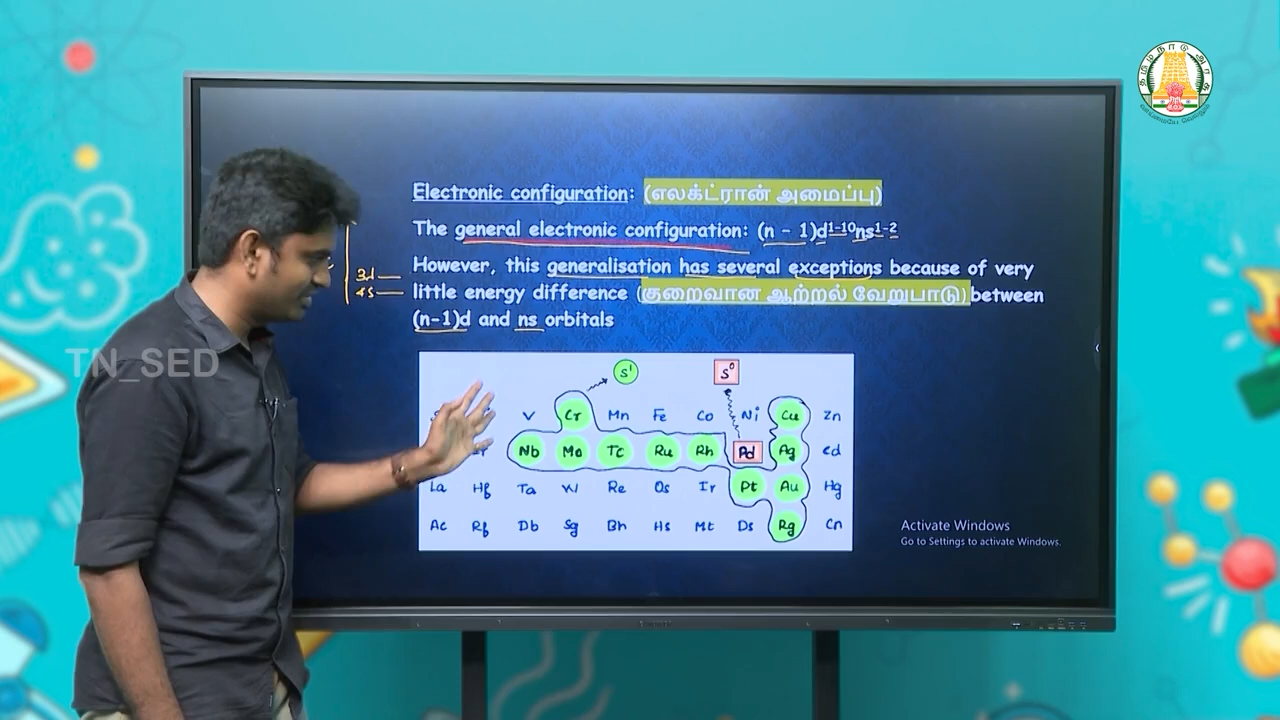 Electronic configuration: (எலக்ட்ரான் அமைப்பு)
The general electronic configuration: (n - 1)d¹⁻¹⁰ns¹⁻²
However, this generalisation has several exceptions because of very
little energy difference (குறைவான ஆற்றல் வேறுபாடு) between
(n-1)d and ns orbitals
3d
4s
TN_SED
s¹ s⁰
V Cr Mn Fe Co Ni Cu Zn
Nb Mo Tc Ru Rh Pd Ag Cd
La Hf Ta W Re Os Ir Pt Au Hg
Ac Rf Db Sg Bh Hs Mt Ds Rg Cn
Activate Windows
Go to Settings to activate Windows.
தமிழ்நாடு அரசு
வாய்மையே வெல்லும்